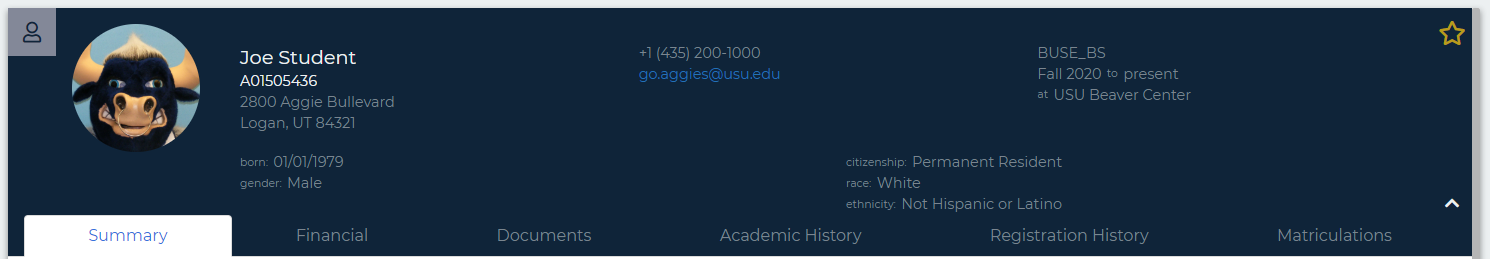 Joe Student
A01505436
2800 Aggie Bullevard
Logan, UT 84321
+1 (435) 200-1000
go.aggies@usu.edu
BUSE_BS
Fall 2020 to present
at USU Beaver Center
born: 01/01/1979
gender: Male
citizenship: Permanent Resident
race: White
ethnicity: Not Hispanic or Latino
Summary
Financial
Documents
Academic History
Registration History
Matriculations